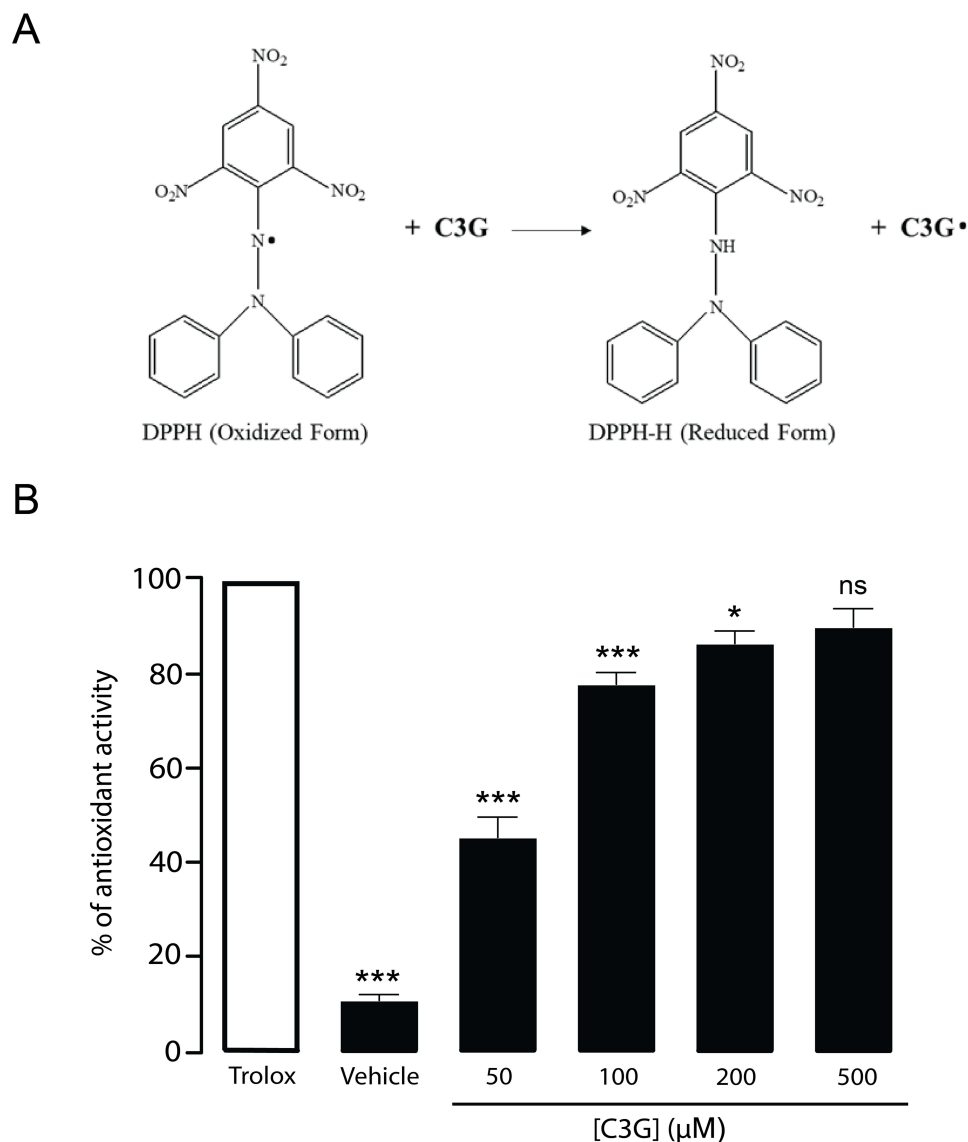 A
NO₂ NO₂
O₂N NO₂ O₂N NO₂
N• + C3G NH + C3G•
N N
DPPH (Oxidized Form) DPPH-H (Reduced Form)
B
% of antioxidant activity
100
80
60
40
20
0
***
***
***
*
ns
Trolox Vehicle 50 100 200 500
[C3G] (µM)